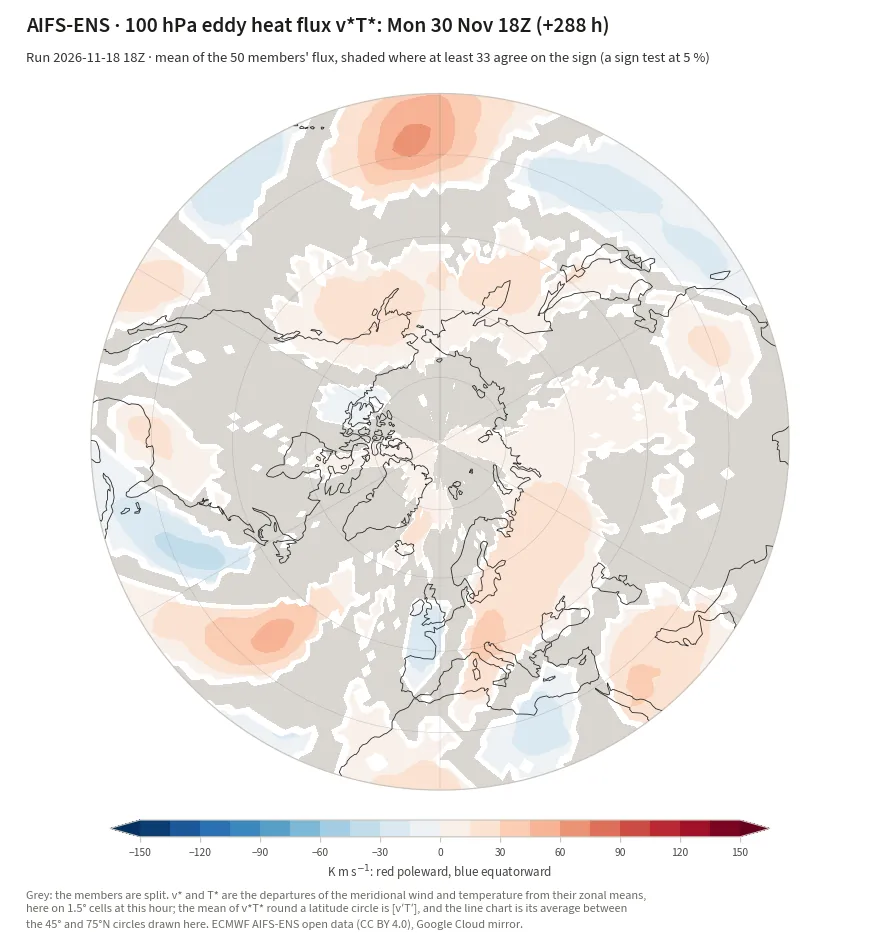 AIFS-ENS · 100 hPa eddy heat flux v*T*: Mon 30 Nov 18Z (+288 h)
Run 2026-11-18 18Z · mean of the 50 members' flux, shaded where at least 33 agree on the sign (a sign test at 5 %)
−150 −120 −90 −60 −30 0 30 60 90 120 150
K m s⁻¹: red poleward, blue equatorward
Grey: the members are split. v* and T* are the departures of the meridional wind and temperature from their zonal means,
here on 1.5° cells at this hour; the mean of v*T* round a latitude circle is [v′T′], and the line chart is its average between
the 45° and 75°N circles drawn here. ECMWF AIFS-ENS open data (CC BY 4.0), Google Cloud mirror.